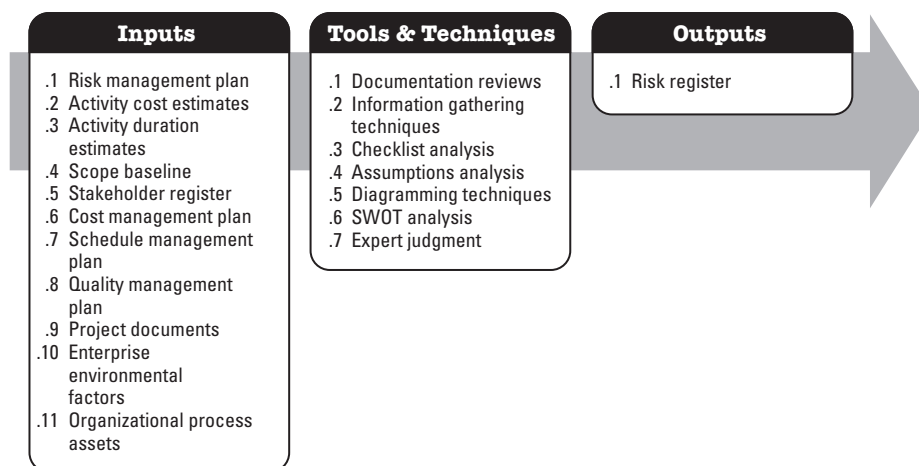 Inputs
.1 Risk management plan
.2 Activity cost estimates
.3 Activity duration
estimates
.4 Scope baseline
.5 Stakeholder register
.6 Cost management plan
.7 Schedule management
plan
.8 Quality management
plan
.9 Project documents
.10 Enterprise
environmental
factors
.11 Organizational process
assets
Tools & Techniques
.1 Documentation reviews
.2 Information gathering
techniques
.3 Checklist analysis
.4 Assumptions analysis
.5 Diagramming techniques
.6 SWOT analysis
.7 Expert judgment
Outputs
.1 Risk register